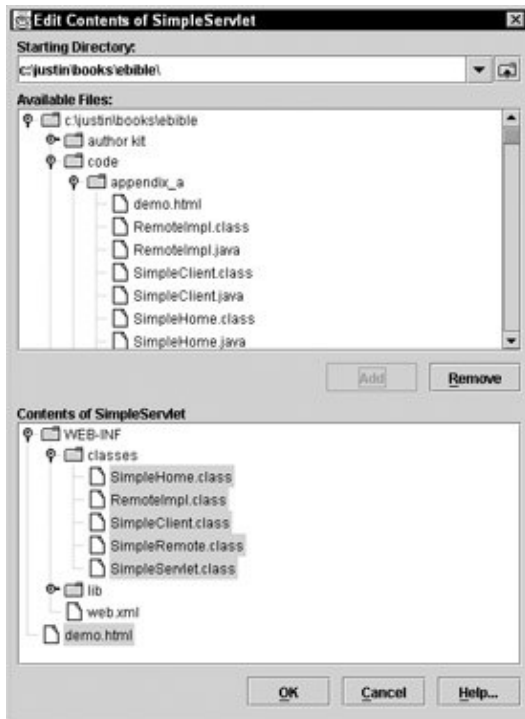 Edit Contents of SimpleServlet
Starting Directory:
c:\justin\books\ebible\
Available Files:
c:\justin\books\ebible
author kit
code
appendix_a
demo.html
RemoteImpl.class
RemoteImpl.java
SimpleClient.class
SimpleClient.java
SimpleHome.class
SimpleHome.java
Add
Remove
Contents of SimpleServlet
WEB-INF
classes
SimpleHome.class
RemoteImpl.class
SimpleClient.class
SimpleRemote.class
SimpleServlet.class
lib
web.xml
demo.html
OK
Cancel
Help...